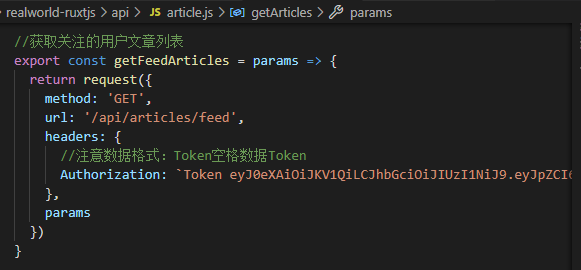 realworld-ruxtjs > api > JS article.js > getArticles > params
//获取关注的用户文章列表
export const getFeedArticles = params => {
return request({
method: 'GET',
url: '/api/articles/feed',
headers: {
//注意数据格式：Token空格数据Token
Authorization: `Token eyJ0eXAiOiJKV1QiLCJhbGciOiJIUzI1NiJ9.eyJpZCI6
},
params
})
}